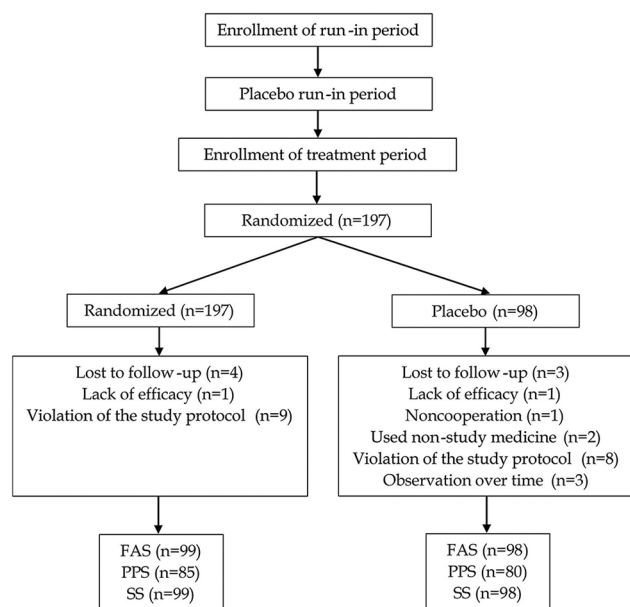 Enrollment of run-in period
Placebo run-in period
Enrollment of treatment period
Randomized (n=197)
Randomized (n=197)
Lost to follow-up (n=4)
Lack of efficacy (n=1)
Violation of the study protocol (n=9)
FAS (n=99)
PPS (n=85)
SS (n=99)
Placebo (n=98)
Lost to follow-up (n=3)
Lack of efficacy (n=1)
Noncooperation (n=1)
Used non-study medicine (n=2)
Violation of the study protocol (n=8)
Observation over time (n=3)
FAS (n=98)
PPS (n=80)
SS (n=98)